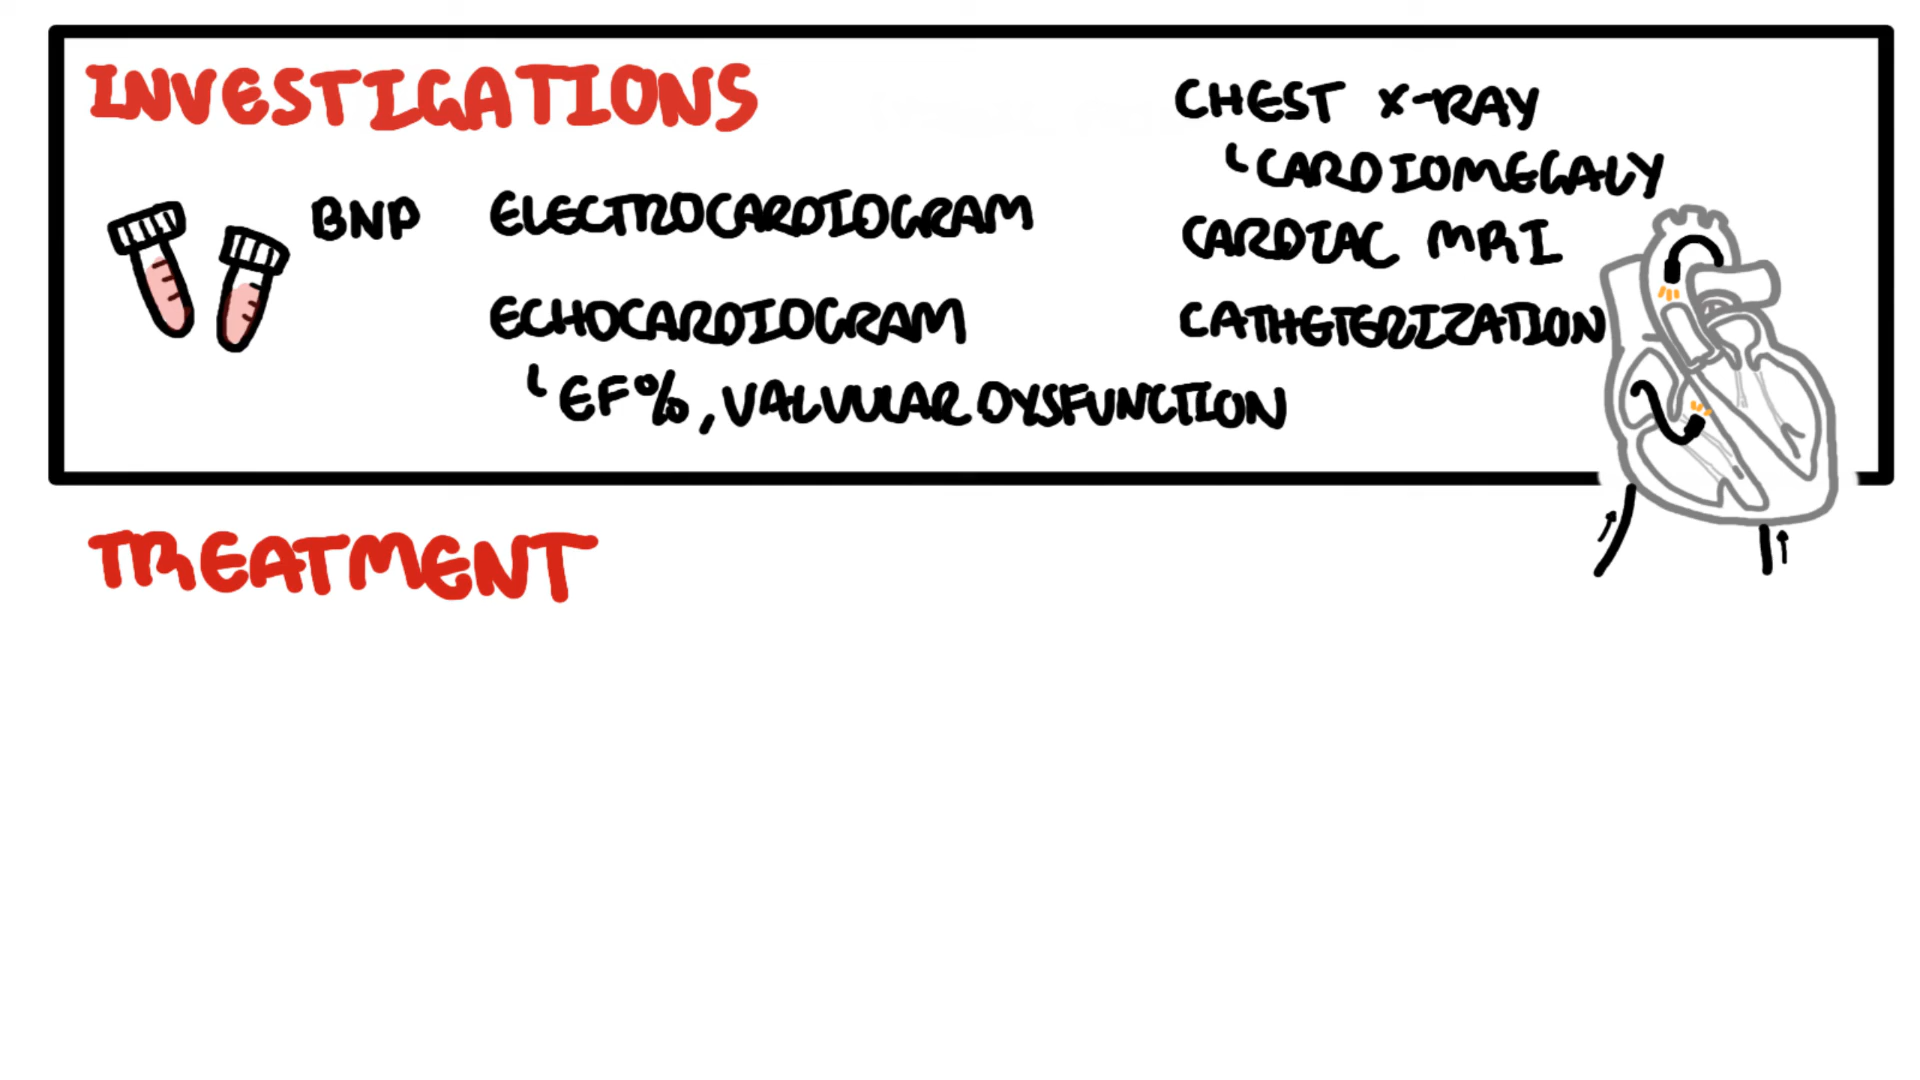 INVESTIGATIONS
BNP
ELECTROCARDIOGRAM
ECHOCARDIOGRAM
EF%, VALVULAR DYSFUNCTION
CHEST X-RAY
CARDIOMEGALY
CARDIAC MRI
CATHETERIZATION
TREATMENT